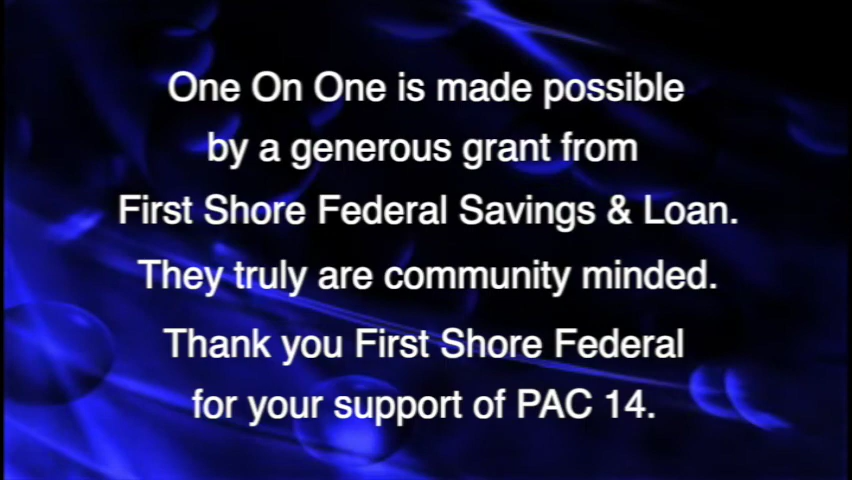 One On One is made possible
by a generous grant from
First Shore Federal Savings & Loan.
They truly are community minded.
Thank you First Shore Federal
for your support of PAC 14.